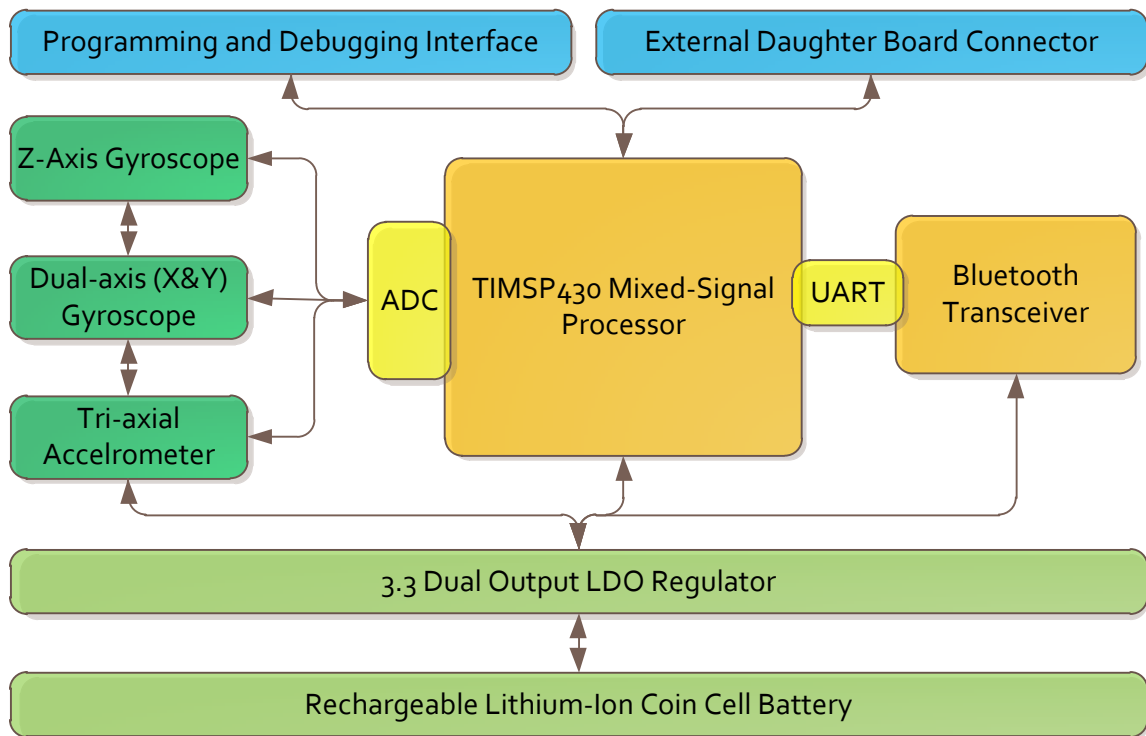 Programming and Debugging Interface
External Daughter Board Connector
Z-Axis Gyroscope
Dual-axis (X&Y)
Gyroscope
Tri-axial
Accelrometer
ADC
TIMSP430 Mixed-Signal
Processor
UART
Bluetooth
Transceiver
3.3 Dual Output LDO Regulator
Rechargeable Lithium-Ion Coin Cell Battery